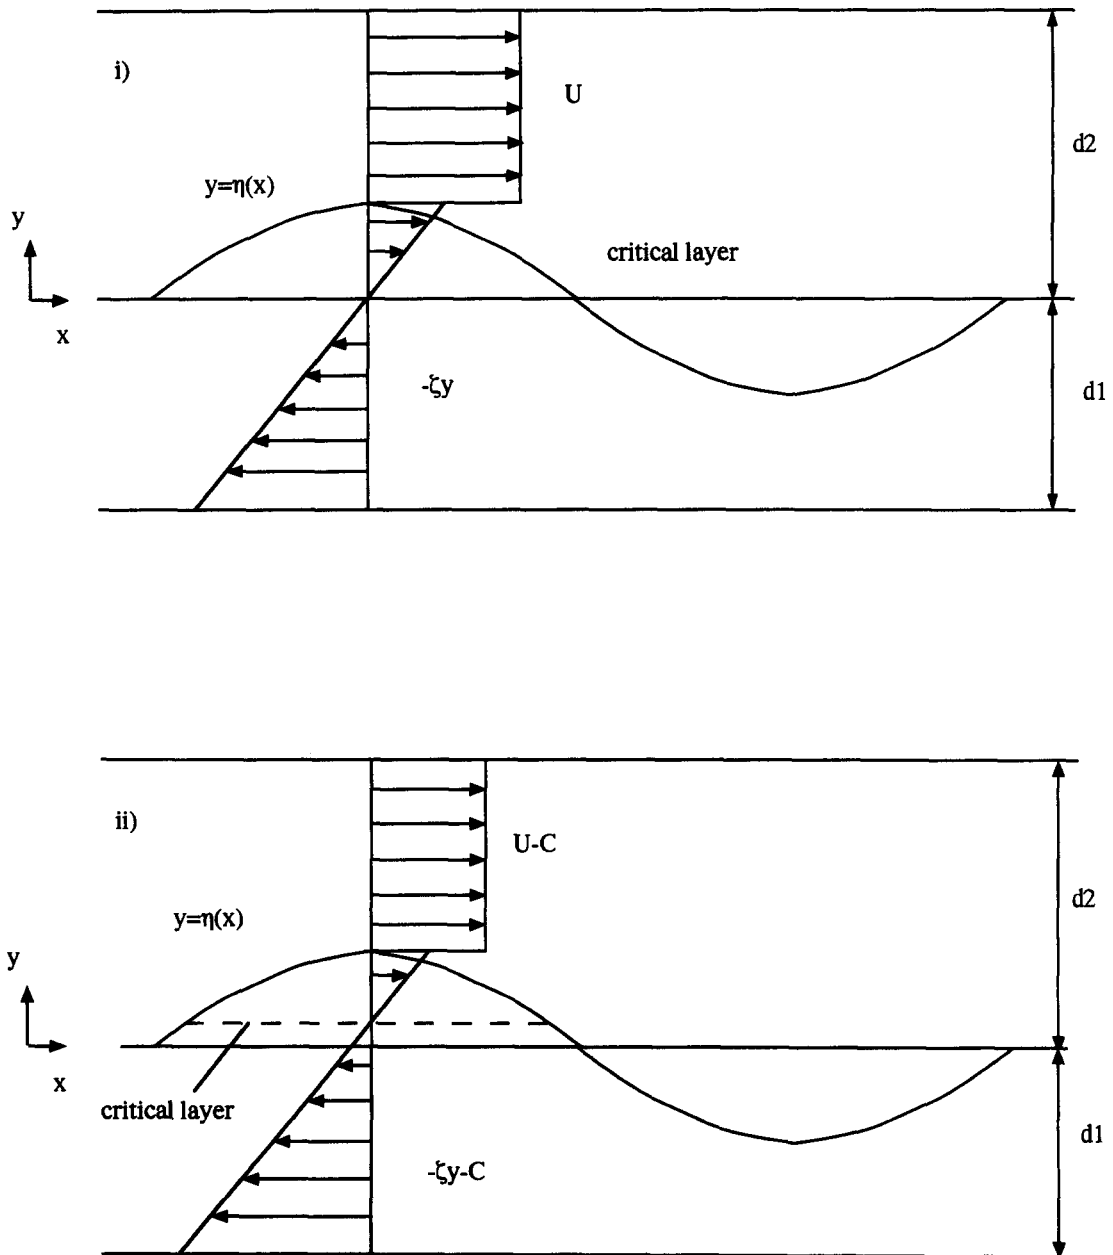 i)
U
d2
y=η(x)
y
critical layer
x
-ζy
d1
ii)
U-C
d2
y=η(x)
y
x
critical layer
d1
-ζy-C